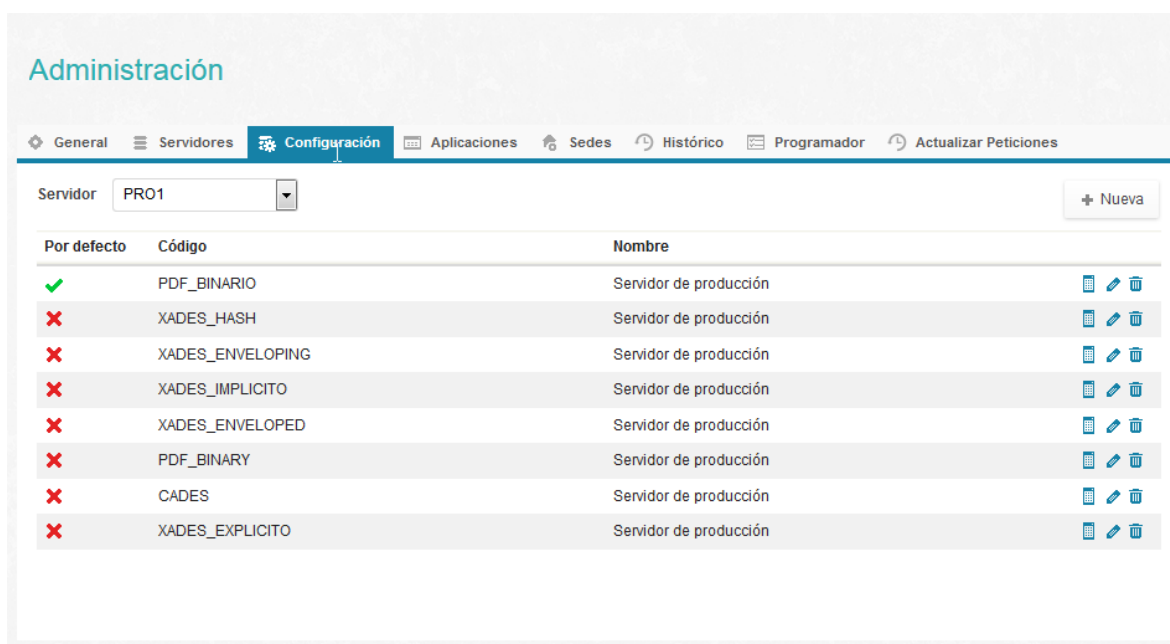 Administración
General Servidores Configuración Aplicaciones Sedes Histórico Programador Actualizar Peticiones
Servidor PRO1 + Nueva
Por defecto Código Nombre
PDF_BINARIO Servidor de producción
XADES_HASH Servidor de producción
XADES_ENVELOPING Servidor de producción
XADES_IMPLICITO Servidor de producción
XADES_ENVELOPED Servidor de producción
PDF_BINARY Servidor de producción
CADES Servidor de producción
XADES_EXPLICITO Servidor de producción